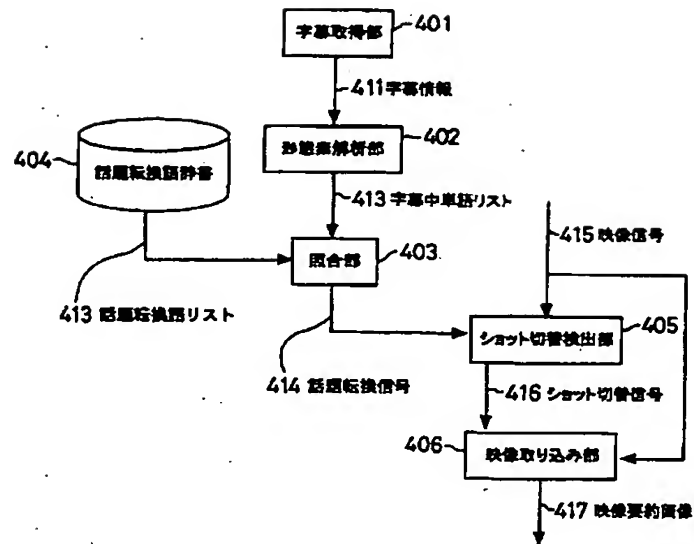 字幕取得部 401
411 字幕情報
形態素解析部 402
404 話題転換語辞書
413 字幕中単語リスト
415 映像信号
照合部 403
413 話題転換語リスト
ショット切替検出部 405
414 話題転換信号
416 ショット切替信号
406 映像取り込み部
417 映像要約画像